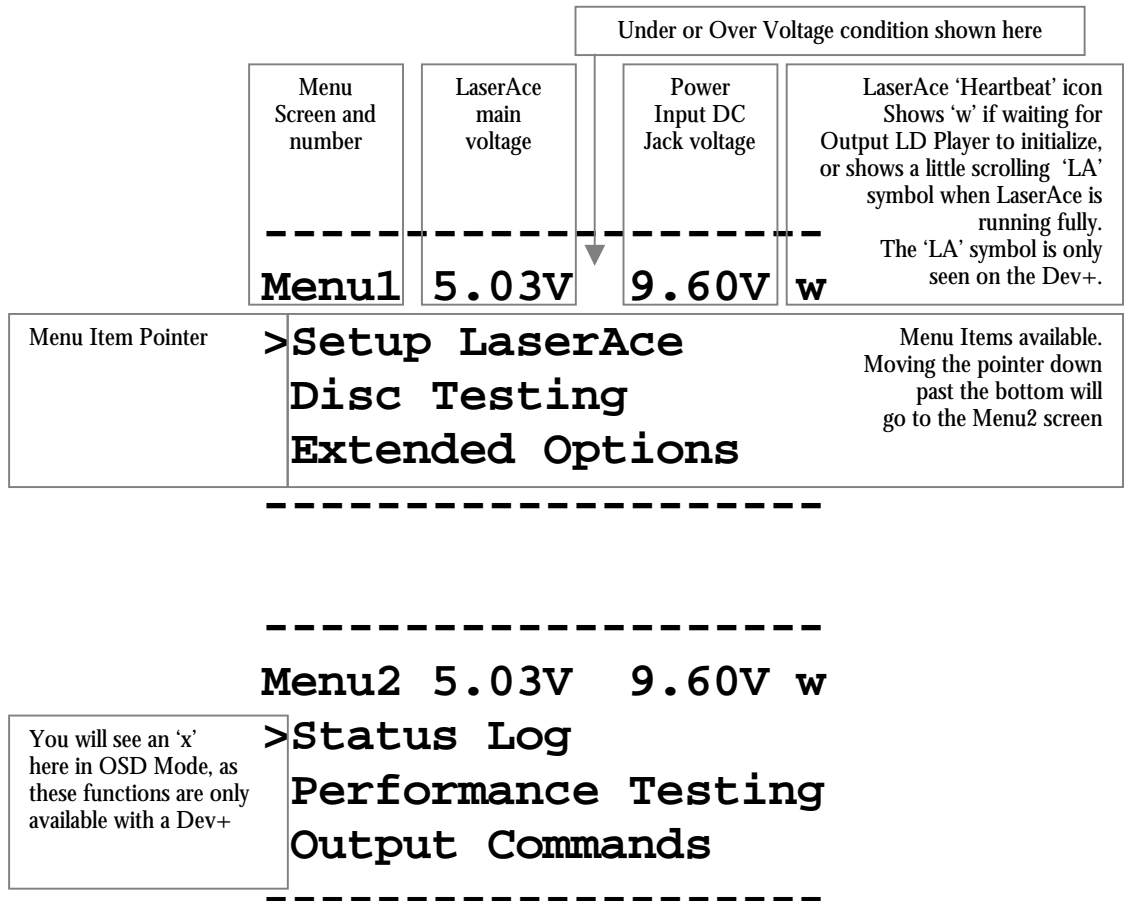 Under or Over Voltage condition shown here
Menu
Screen and
number
LaserAce
main
voltage
Power
Input DC
Jack voltage
LaserAce ‘Heartbeat’ icon
Shows ‘w’ if waiting for
Output LD Player to initialize,
or shows a little scrolling ‘LA’
symbol when LaserAce is
running fully.
The ‘LA’ symbol is only
seen on the Dev+.
--------------------
Menu1 5.03V 9.60V w
Menu Item Pointer
>Setup LaserAce
Disc Testing
Extended Options
Menu Items available.
Moving the pointer down
past the bottom will
go to the Menu2 screen
--------------------
--------------------
Menu2 5.03V 9.60V w
You will see an ‘x’
here in OSD Mode, as
these functions are only
available with a Dev+
>Status Log
Performance Testing
Output Commands
--------------------